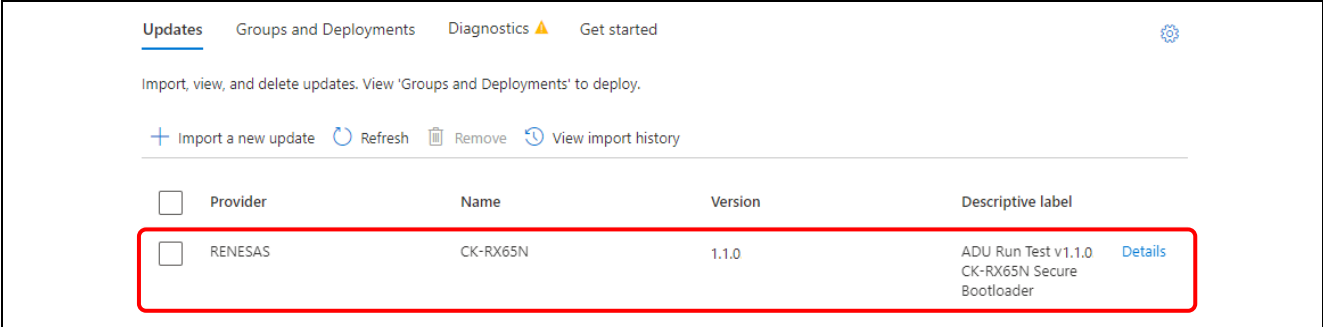 Updates Groups and Deployments Diagnostics Get started
Import, view, and delete updates. View 'Groups and Deployments' to deploy.
Import a new update Refresh Remove View import history
Provider Name Version Descriptive label
RENESAS CK-RX65N 1.1.0 ADU Run Test v1.1.0 Details
CK-RX65N Secure
Bootloader